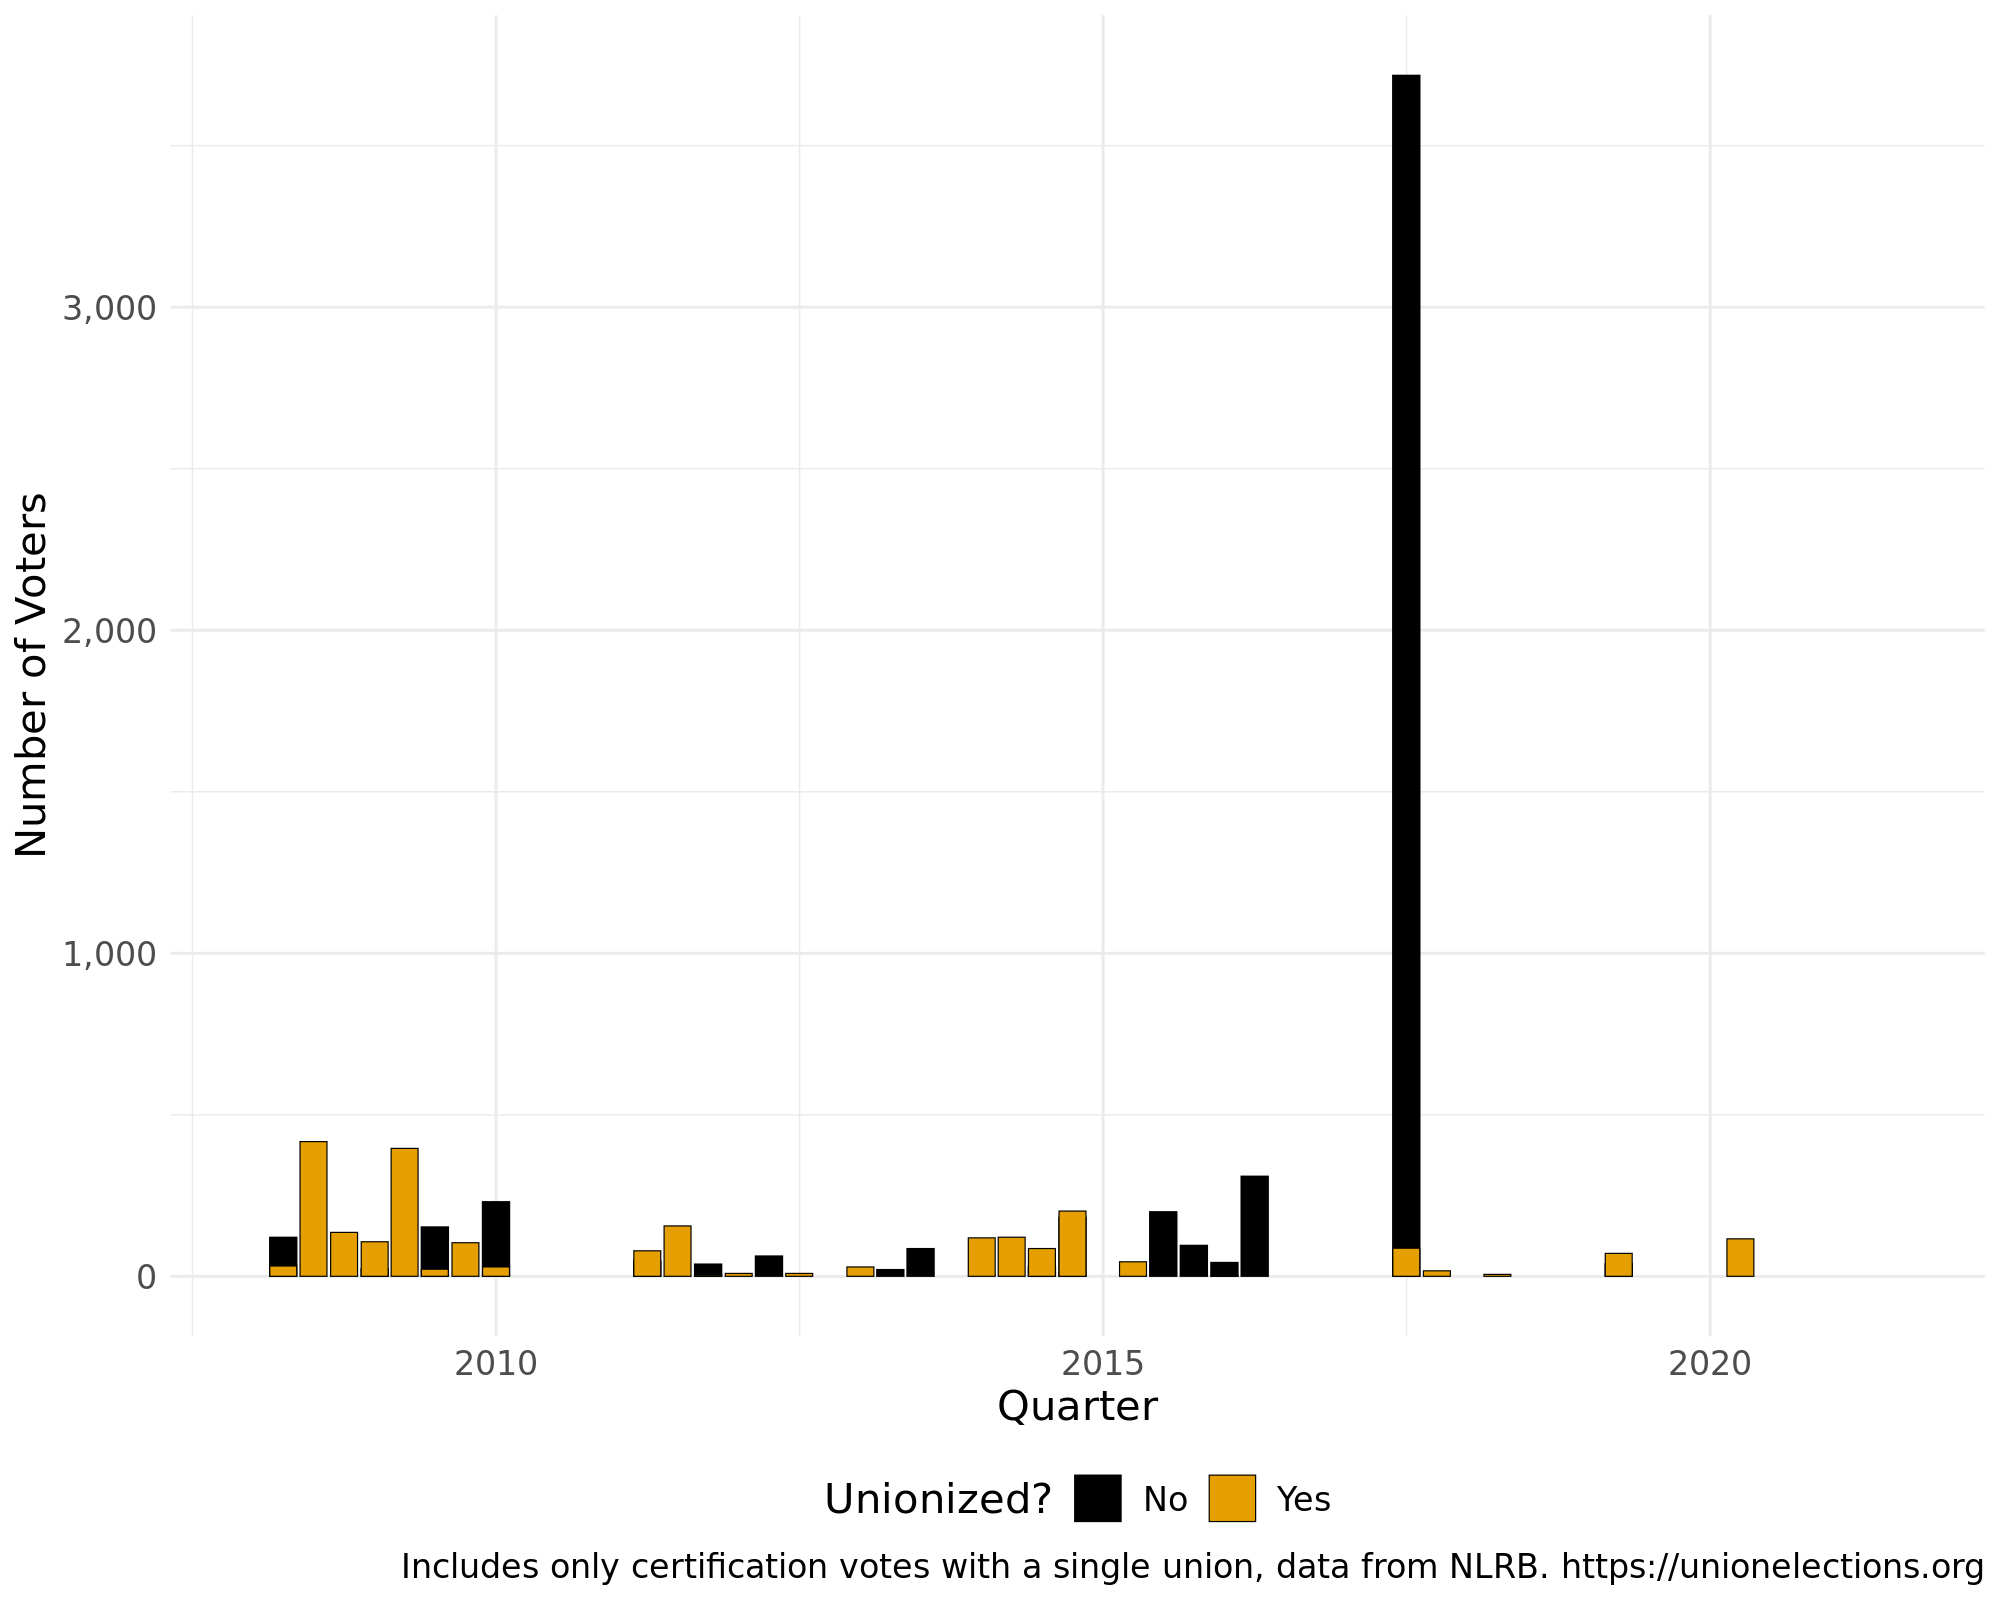 Number of Voters
3,000
2,000
1,000
0
2010 2015 2020
Quarter
Unionized? No Yes
Includes only certification votes with a single union, data from NLRB. https://unionelections.org